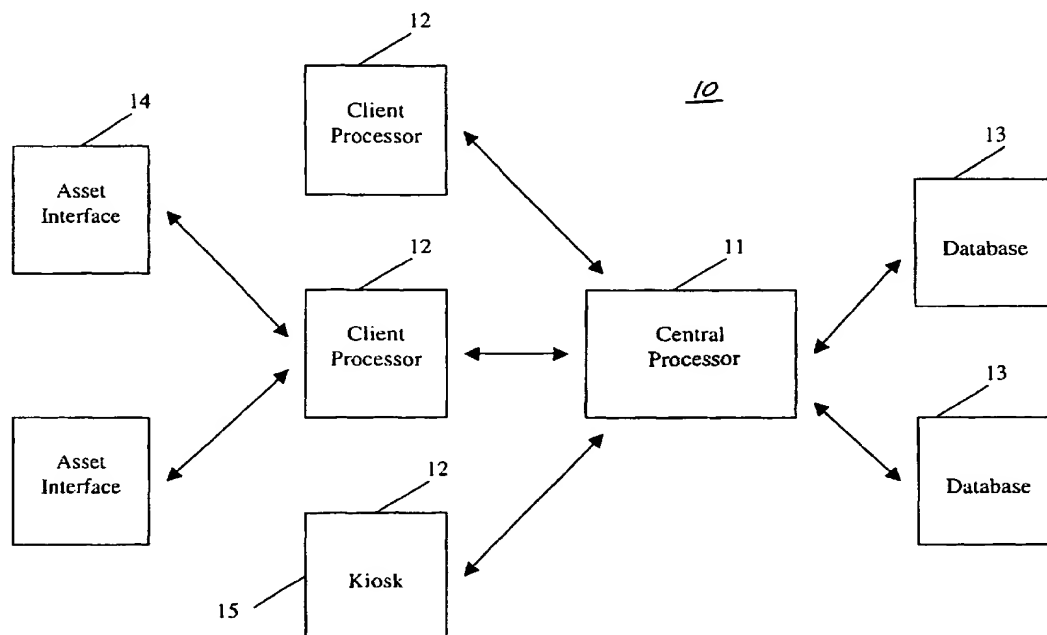 12
10
Client
Processor
14
13
Asset
Interface
Database
12
11
Client
Processor
Central
Processor
13
Asset
Interface
Database
12
Kiosk
15